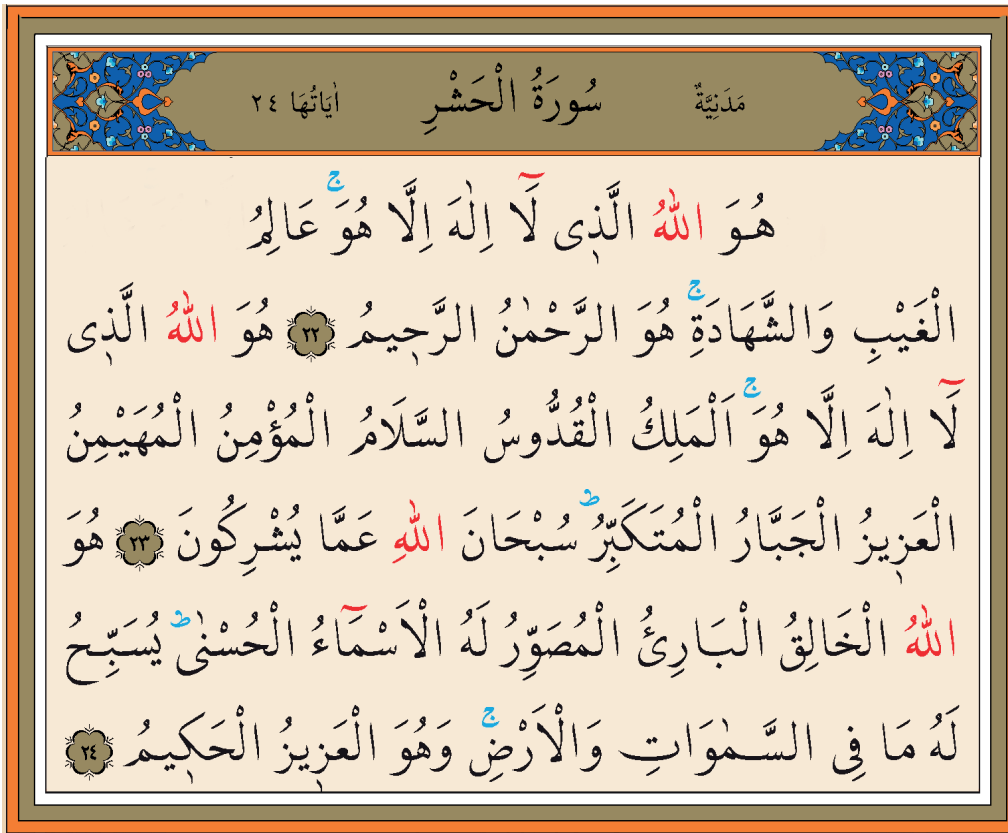 مَدَنِيَّةٌ سُورَةُ الْحَشْرِ اٰيَاتُهَا ٢٤
هُوَ اللّٰهُ الَّذ۪ى لَٓا اِلٰهَ اِلَّا هُوَۚ عَالِمُ
الْغَيْبِ وَالشَّهَادَةِۚ هُوَ الرَّحْمٰنُ الرَّح۪يمُ ٢٢ هُوَ اللّٰهُ الَّذ۪ى
لَٓا اِلٰهَ اِلَّا هُوَۚ اَلْمَلِكُ الْقُدُّوسُ السَّلَامُ الْمُؤْمِنُ الْمُهَيْمِنُ
الْعَز۪يزُ الْجَبَّارُ الْمُتَكَبِّرُؕ سُبْحَانَ اللّٰهِ عَمَّا يُشْرِكُونَ ٢٣ هُوَ
اللّٰهُ الْخَالِقُ الْبَارِئُ الْمُصَوِّرُ لَهُ الْاَسْمَٓاءُ الْحُسْنٰىؕ يُسَبِّحُ
لَهُ مَا فِى السَّمٰوَاتِ وَالْاَرْضِۚ وَهُوَ الْعَز۪يزُ الْحَك۪يمُ ٢٤